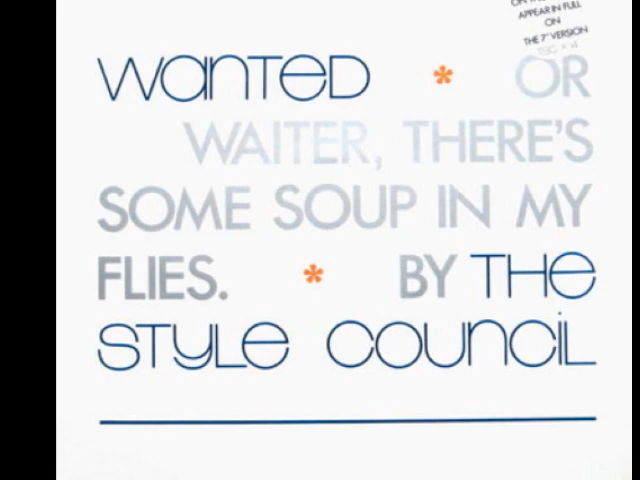 APPEAR IN FULL
ON
THE 7" VERSION
WANTED * OR
WAITER, THERE'S
SOME SOUP IN MY
FLIES. * BY THE
STYLE COUNCIL